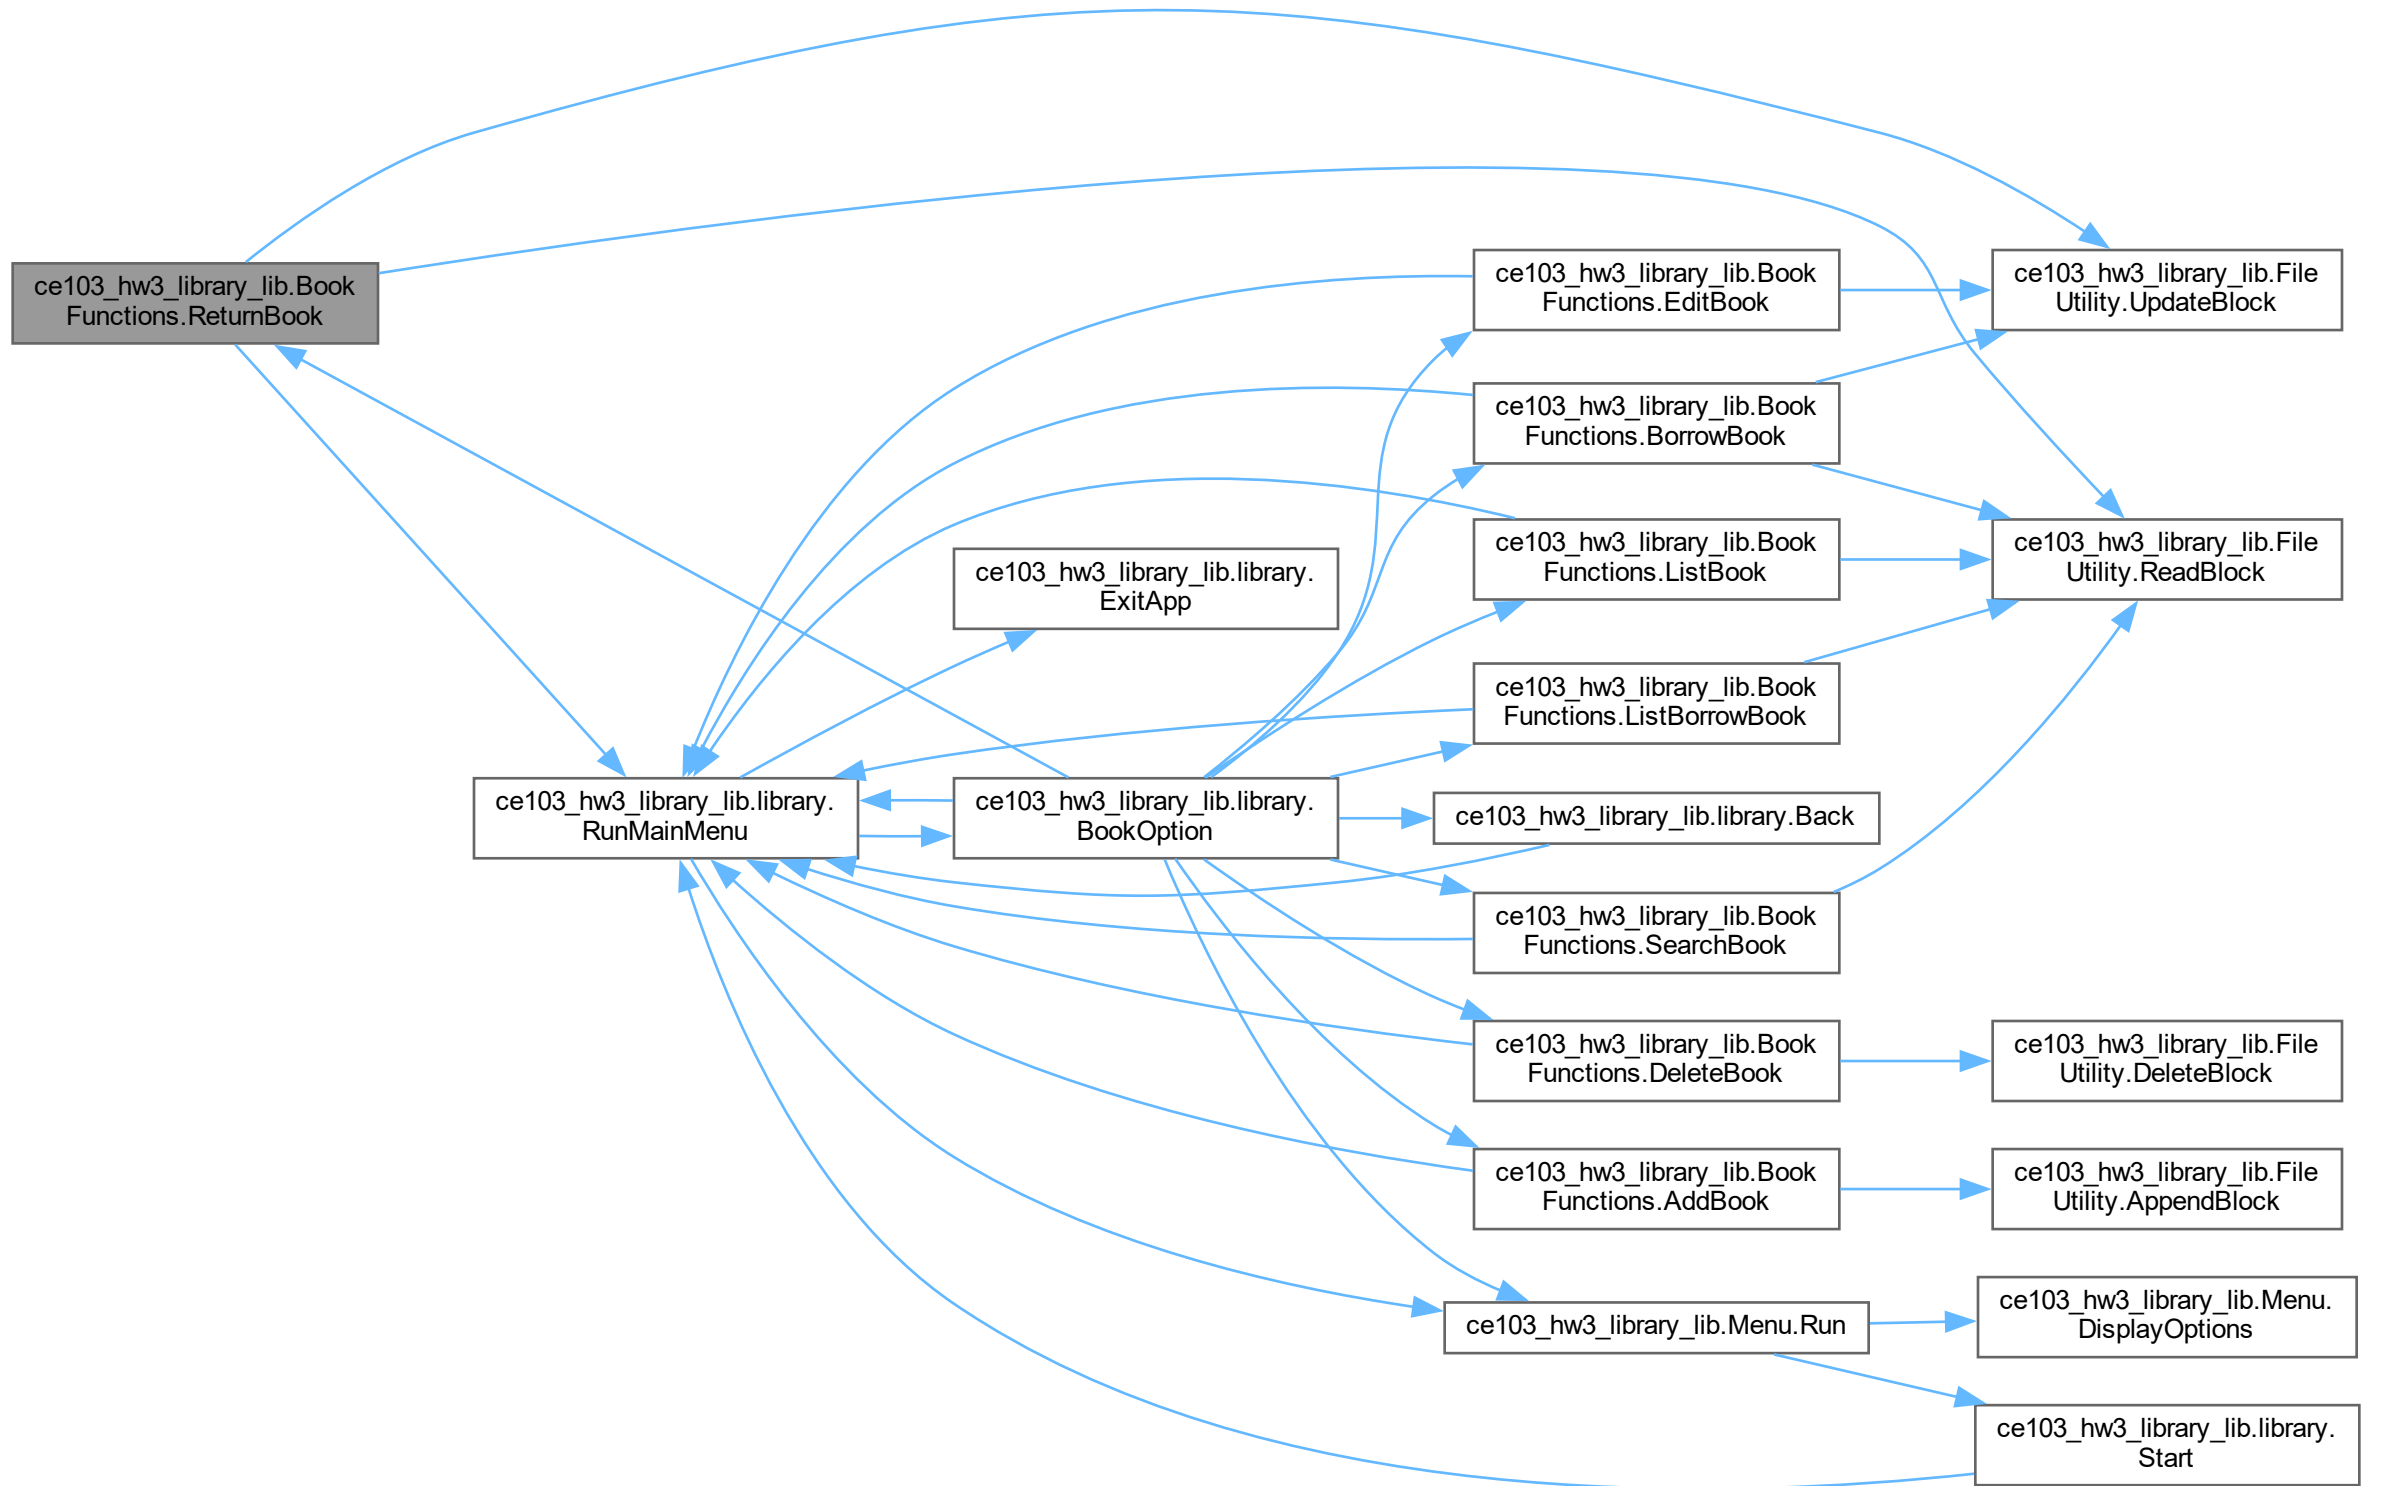 ce103_hw3_library_lib.Book
Functions.ReturnBook
ce103_hw3_library_lib.library.
RunMainMenu
ce103_hw3_library_lib.library.
ExitApp
ce103_hw3_library_lib.library.
BookOption
ce103_hw3_library_lib.Book
Functions.EditBook
ce103_hw3_library_lib.Book
Functions.BorrowBook
ce103_hw3_library_lib.Book
Functions.ListBook
ce103_hw3_library_lib.Book
Functions.ListBorrowBook
ce103_hw3_library_lib.library.Back
ce103_hw3_library_lib.Book
Functions.SearchBook
ce103_hw3_library_lib.Book
Functions.DeleteBook
ce103_hw3_library_lib.Book
Functions.AddBook
ce103_hw3_library_lib.Menu.Run
ce103_hw3_library_lib.File
Utility.UpdateBlock
ce103_hw3_library_lib.File
Utility.ReadBlock
ce103_hw3_library_lib.File
Utility.DeleteBlock
ce103_hw3_library_lib.File
Utility.AppendBlock
ce103_hw3_library_lib.Menu.
DisplayOptions
ce103_hw3_library_lib.library.
Start